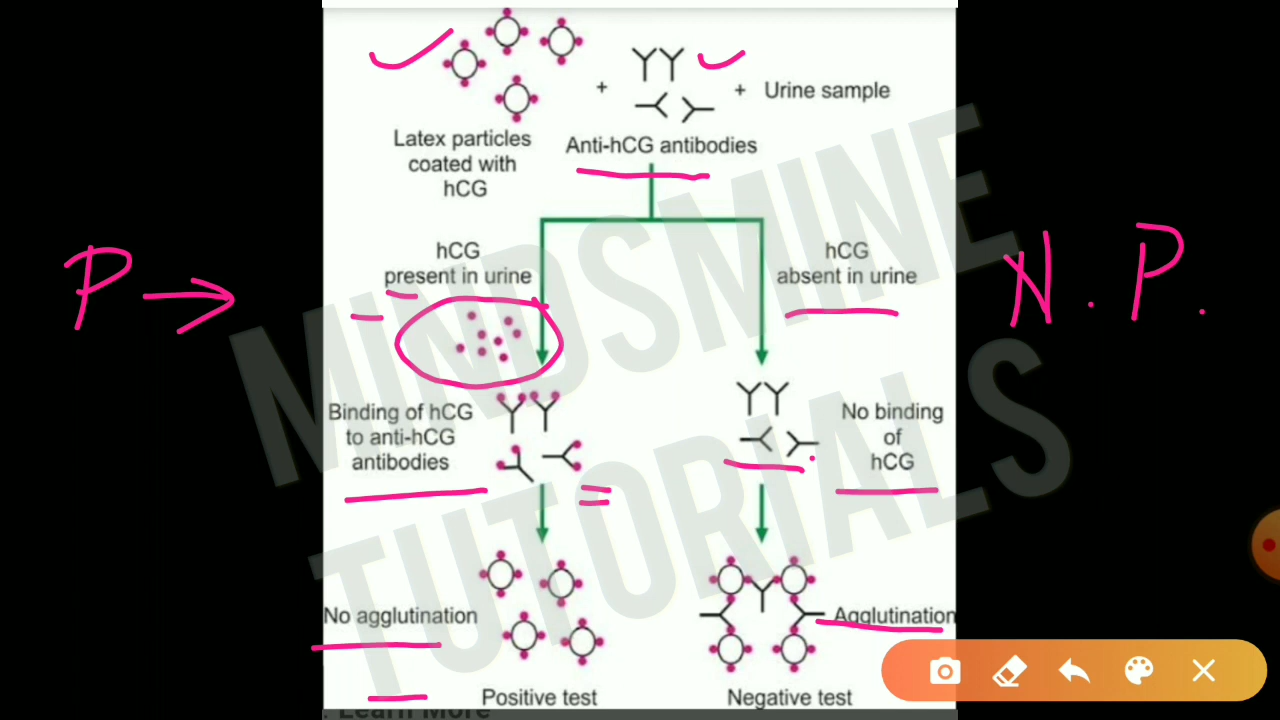 +
+ Urine sample
Latex particles
coated with
hCG
Anti-hCG antibodies
hCG
present in urine
hCG
absent in urine
P →
N. P.
Binding of hCG
to anti-hCG
antibodies
No binding
of
hCG
No agglutination
Agglutination
Positive test
Negative test
. Learn More
MINDSMINE
TUTORIALS